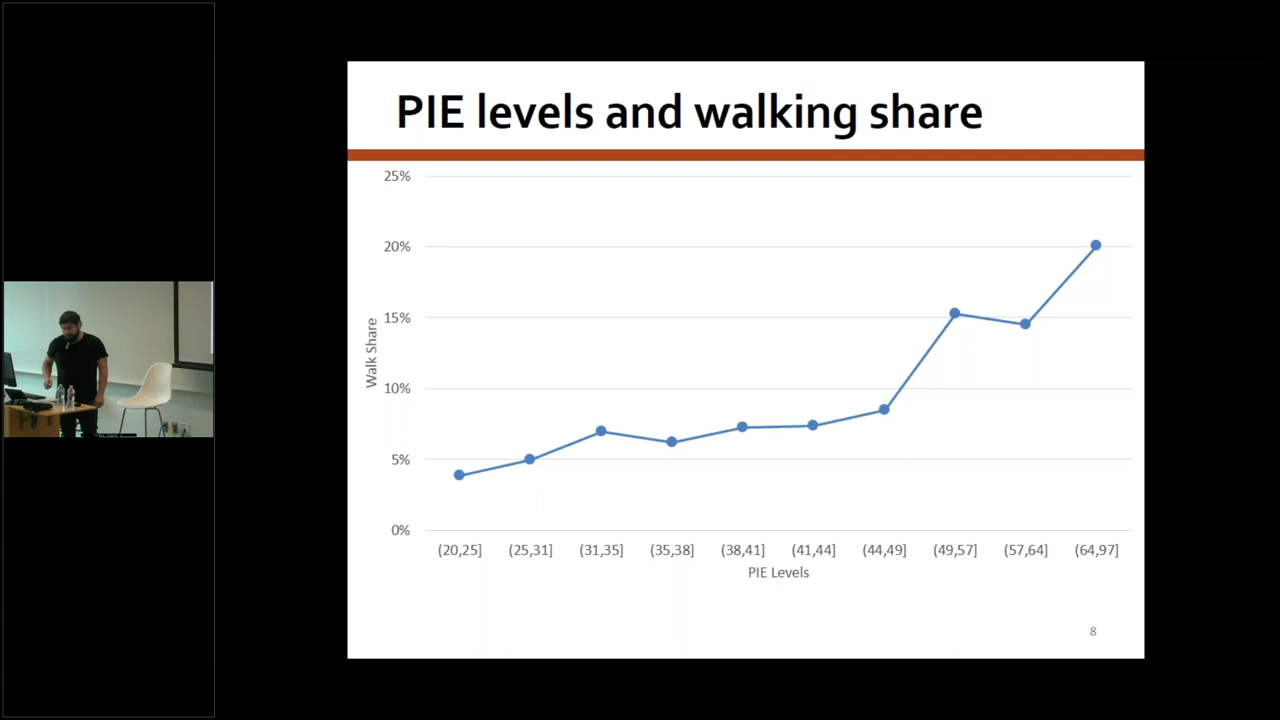 PIE levels and walking share
25%
20%
15%
10%
5%
0%
Walk Share
(20,25] (25,31] (31,35] (35,38] (38,41] (41,44] (44,49] (49,57] (57,64] (64,97]
PIE Levels
8